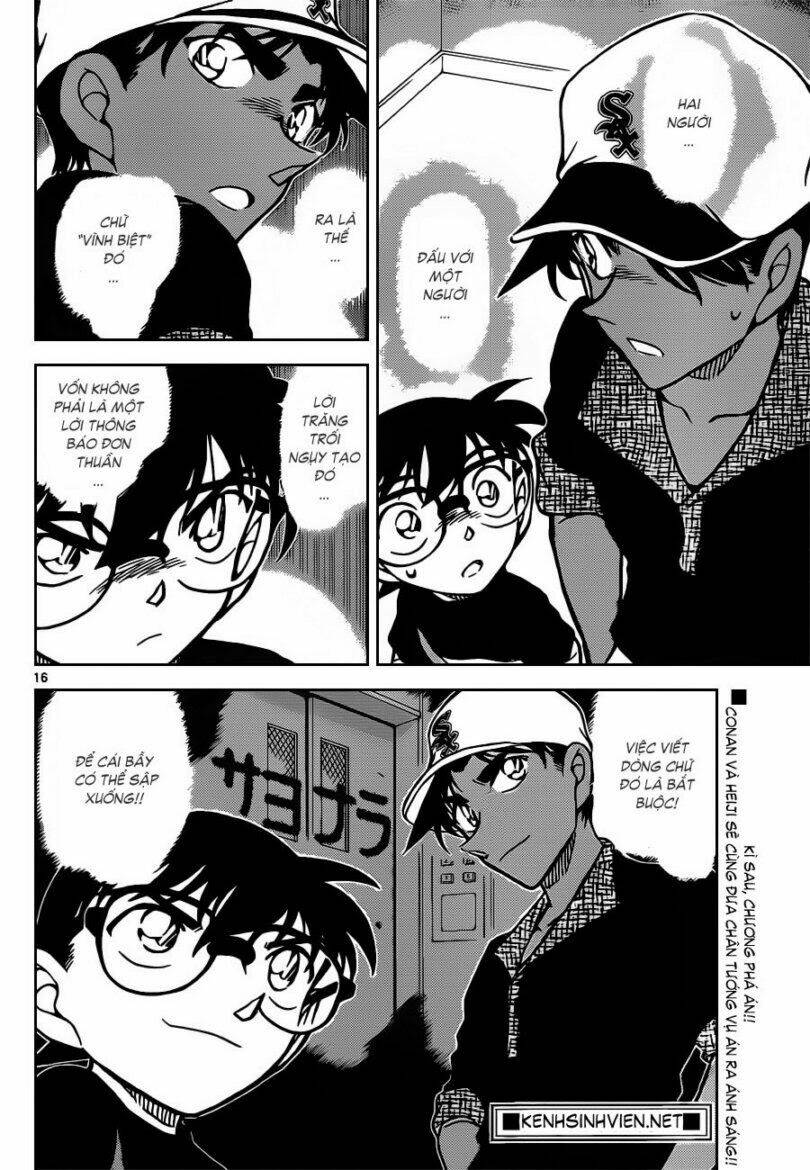 HAI
NGƯỜI
...
ĐẤU VỚI
MỘT
NGƯỜI
...
RA LÀ
THẾ
...
CHỮ
"VĨNH BIỆT"
ĐÓ
...
LỜI
TRĂNG
TRỐI
NGỤY TẠO
ĐÓ
...
VỐN KHÔNG
PHẢI LÀ MỘT
LỜI THÔNG
BÁO ĐƠN
THUẦN
...
16
VIỆC VIẾT
DÒNG CHỮ
ĐÓ LÀ BẮT
BUỘC!
ĐỂ CÁI BẪY
CÓ THỂ SẬP
XUỐNG!!
サヨナラ
KÌ SAU, CHƯƠNG PHÁ ÁN!!
CONAN VÀ HEIJI SẼ CÙNG ĐƯA CHÂN TƯỚNG VỤ ÁN RA ÁNH SÁNG!!
KENHSINHVIEN.NET